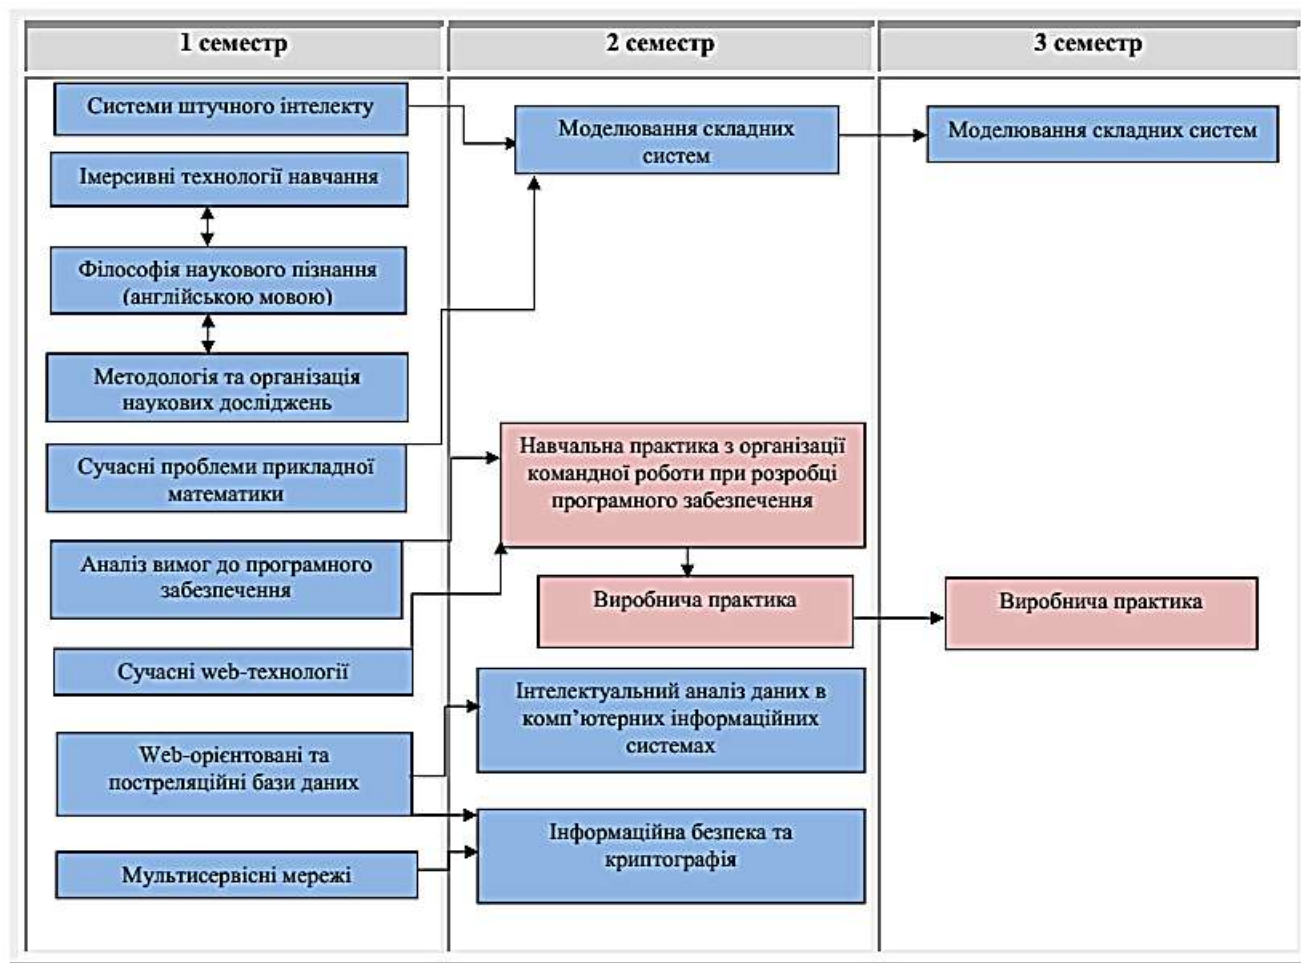 1 семестр
2 семестр
3 семестр
Системи штучного інтелекту
Імерсивні технології навчання
Філософія наукового пізнання
(англійською мовою)
Методологія та організація
наукових досліджень
Сучасні проблеми прикладної
математики
Аналіз вимог до програмного
забезпечення
Сучасні web-технології
Web-орієнтовані та
постреляційні бази даних
Мультисервісні мережі
Моделювання складних
систем
Навчальна практика з організації
командної роботи при розробці
програмного забезпечення
Виробнича практика
Інтелектуальний аналіз даних в
комп’ютерних інформаційних
системах
Інформаційна безпека та
криптографія
Моделювання складних систем
Виробнича практика